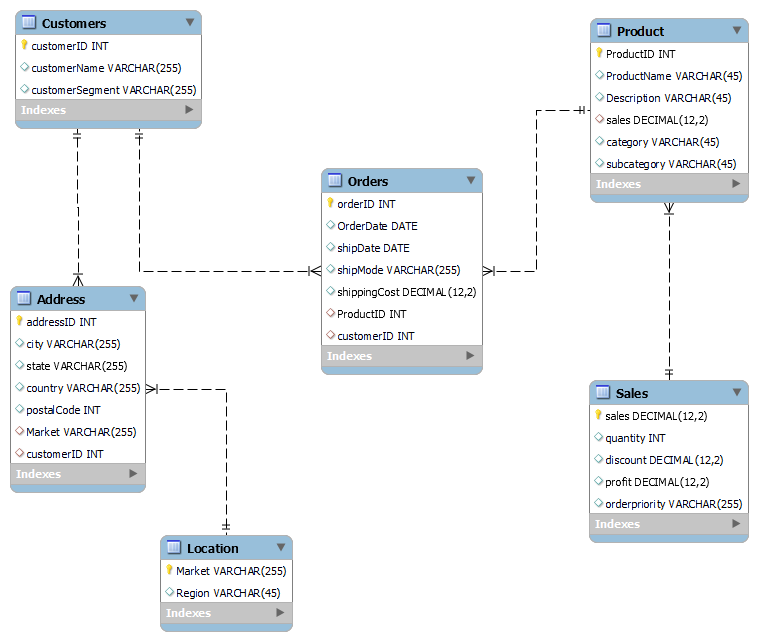 Customers
customerID INT
customerName VARCHAR(255)
customerSegment VARCHAR(255)
Indexes
Product
ProductID INT
ProductName VARCHAR(45)
Description VARCHAR(45)
sales DECIMAL(12,2)
category VARCHAR(45)
subcategory VARCHAR(45)
Indexes
Orders
orderID INT
OrderDate DATE
shipDate DATE
shipMode VARCHAR(255)
shippingCost DECIMAL(12,2)
ProductID INT
customerID INT
Indexes
Address
addressID INT
city VARCHAR(255)
state VARCHAR(255)
country VARCHAR(255)
postalCode INT
Market VARCHAR(255)
customerID INT
Indexes
Sales
sales DECIMAL(12,2)
quantity INT
discount DECIMAL(12,2)
profit DECIMAL(12,2)
orderpriority VARCHAR(255)
Indexes
Location
Market VARCHAR(255)
Region VARCHAR(45)
Indexes